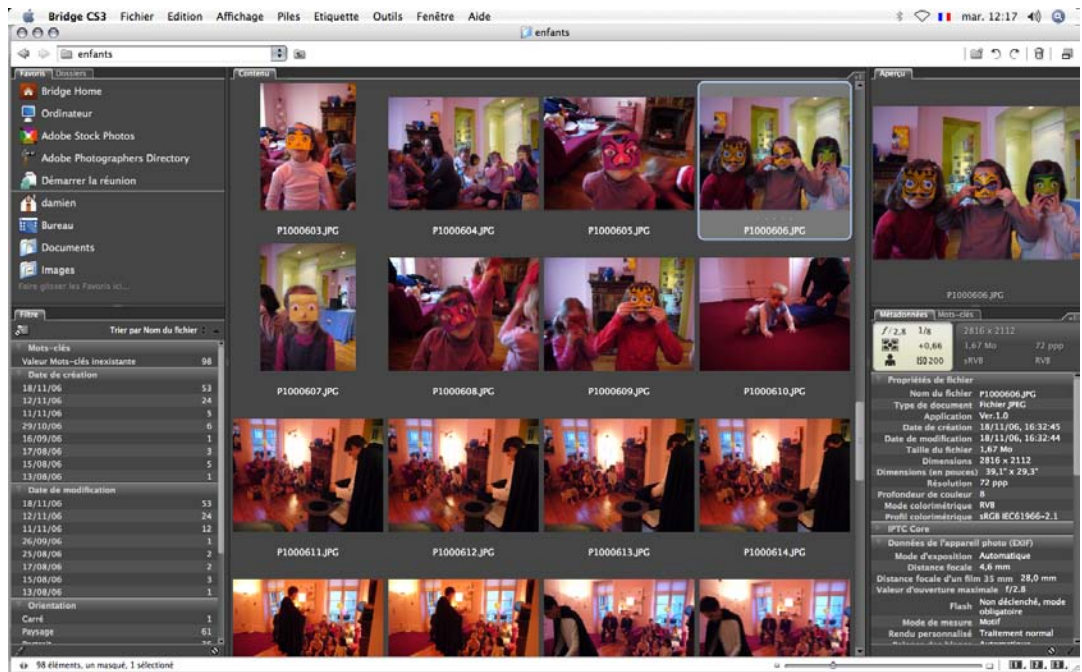 Bridge CS3 Fichier Edition Affichage Piles Etiquette Outils Fenêtre Aide mar. 12:17
enfants
enfants
Favoris Dossiers
Bridge Home
Ordinateur
Adobe Stock Photos
Adobe Photographers Directory
Démarrer la réunion
damien
Bureau
Documents
Images
Faire glisser les Favoris ici...
Filtre
Trier par Nom du fichier
Mots-clés
Valeur Mots-clés inexistante 98
Date de création
18/11/06 53
12/11/06 24
11/11/06 5
29/10/06 6
16/09/06 1
17/08/06 3
15/08/06 5
13/08/06 1
Date de modification
18/11/06 53
12/11/06 24
11/11/06 12
26/09/06 1
25/08/06 2
17/08/06 2
15/08/06 3
13/08/06 1
Orientation
Carré 1
Paysage 61
Contenu
P1000603.JPG P1000604.JPG P1000605.JPG P1000606.JPG
P1000607.JPG P1000608.JPG P1000609.JPG P1000610.JPG
P1000611.JPG P1000612.JPG P1000613.JPG P1000614.JPG
Aperçu
P1000606.JPG
Métadonnées Mots-clés
f/2,8 1/8 2816 x 2112
+0,66 1,67 Mo 72 ppp
ISO 200 sRVB RVB
Propriétés de fichier
Nom du fichier P1000606.JPG
Type de document Fichier JPEG
Application Ver.1.0
Date de création 18/11/06, 16:32:45
Date de modification 18/11/06, 16:32:44
Taille du fichier 1,67 Mo
Dimensions 2816 x 2112
Dimensions (en pouces) 39,1" x 29,3"
Résolution 72 ppp
Profondeur de couleur 8
Mode colorimétrique RVB
Profil colorimétrique sRGB IEC61966-2.1
IPTC Core
Données de l'appareil photo (EXIF)
Mode d'exposition Automatique
Distance focale 4,6 mm
Distance focale d'un film 35 mm 28,0 mm
Valeur d'ouverture maximale f/2.8
Flash Non déclenché, mode
obligatoire
Mode de mesure Motif
Rendu personnalisé Traitement normal
98 éléments, un masqué, 1 sélectioné
1 2 3